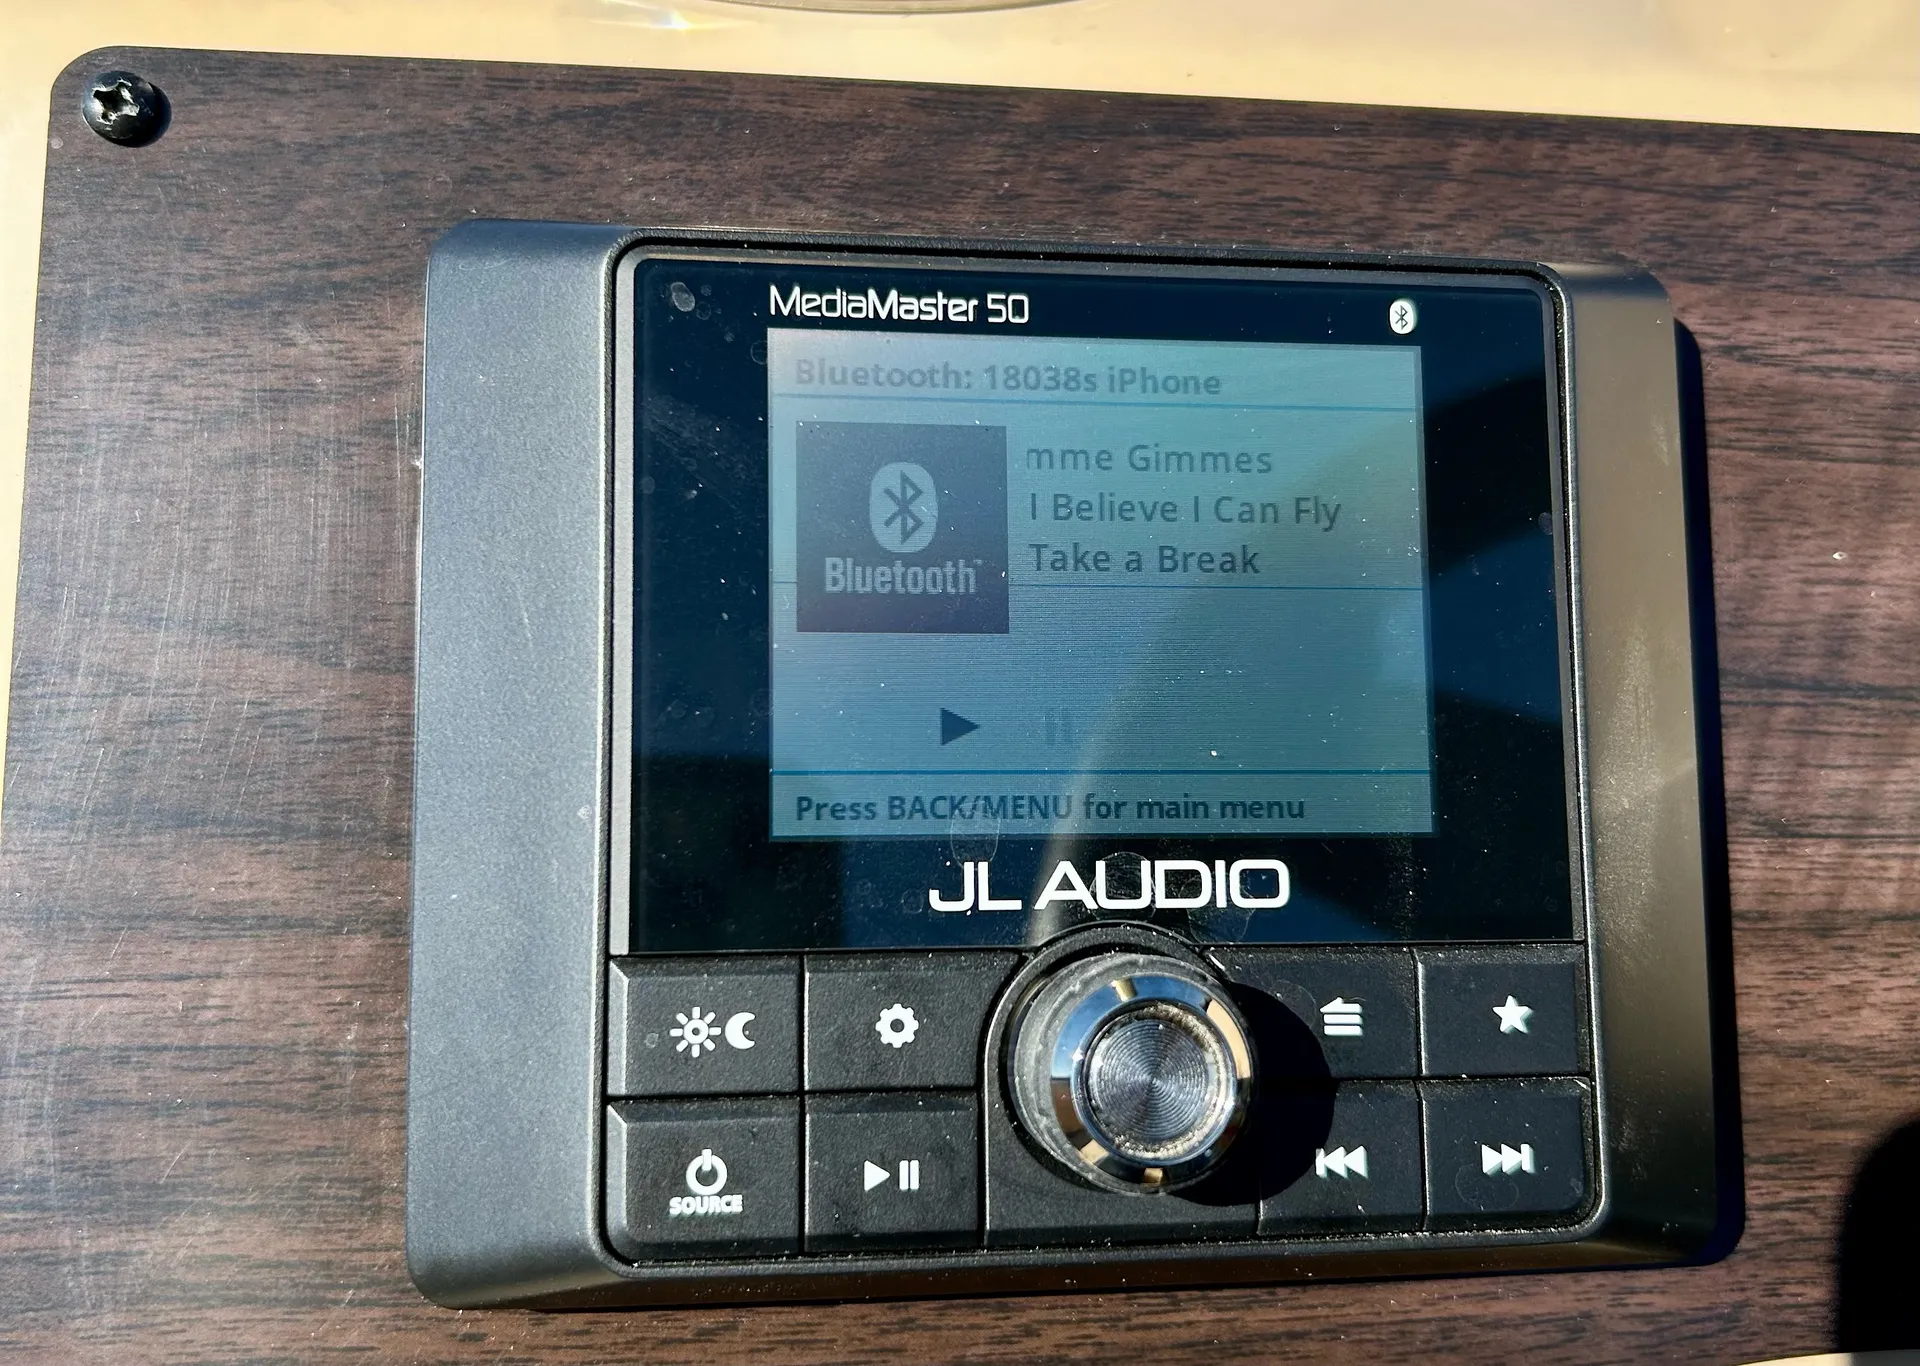 MediaMaster 50
Bluetooth: 18038s iPhone
mme Gimmes
I Believe I Can Fly
Take a Break
Bluetooth™
Press BACK/MENU for main menu
JL AUDIO
SOURCE